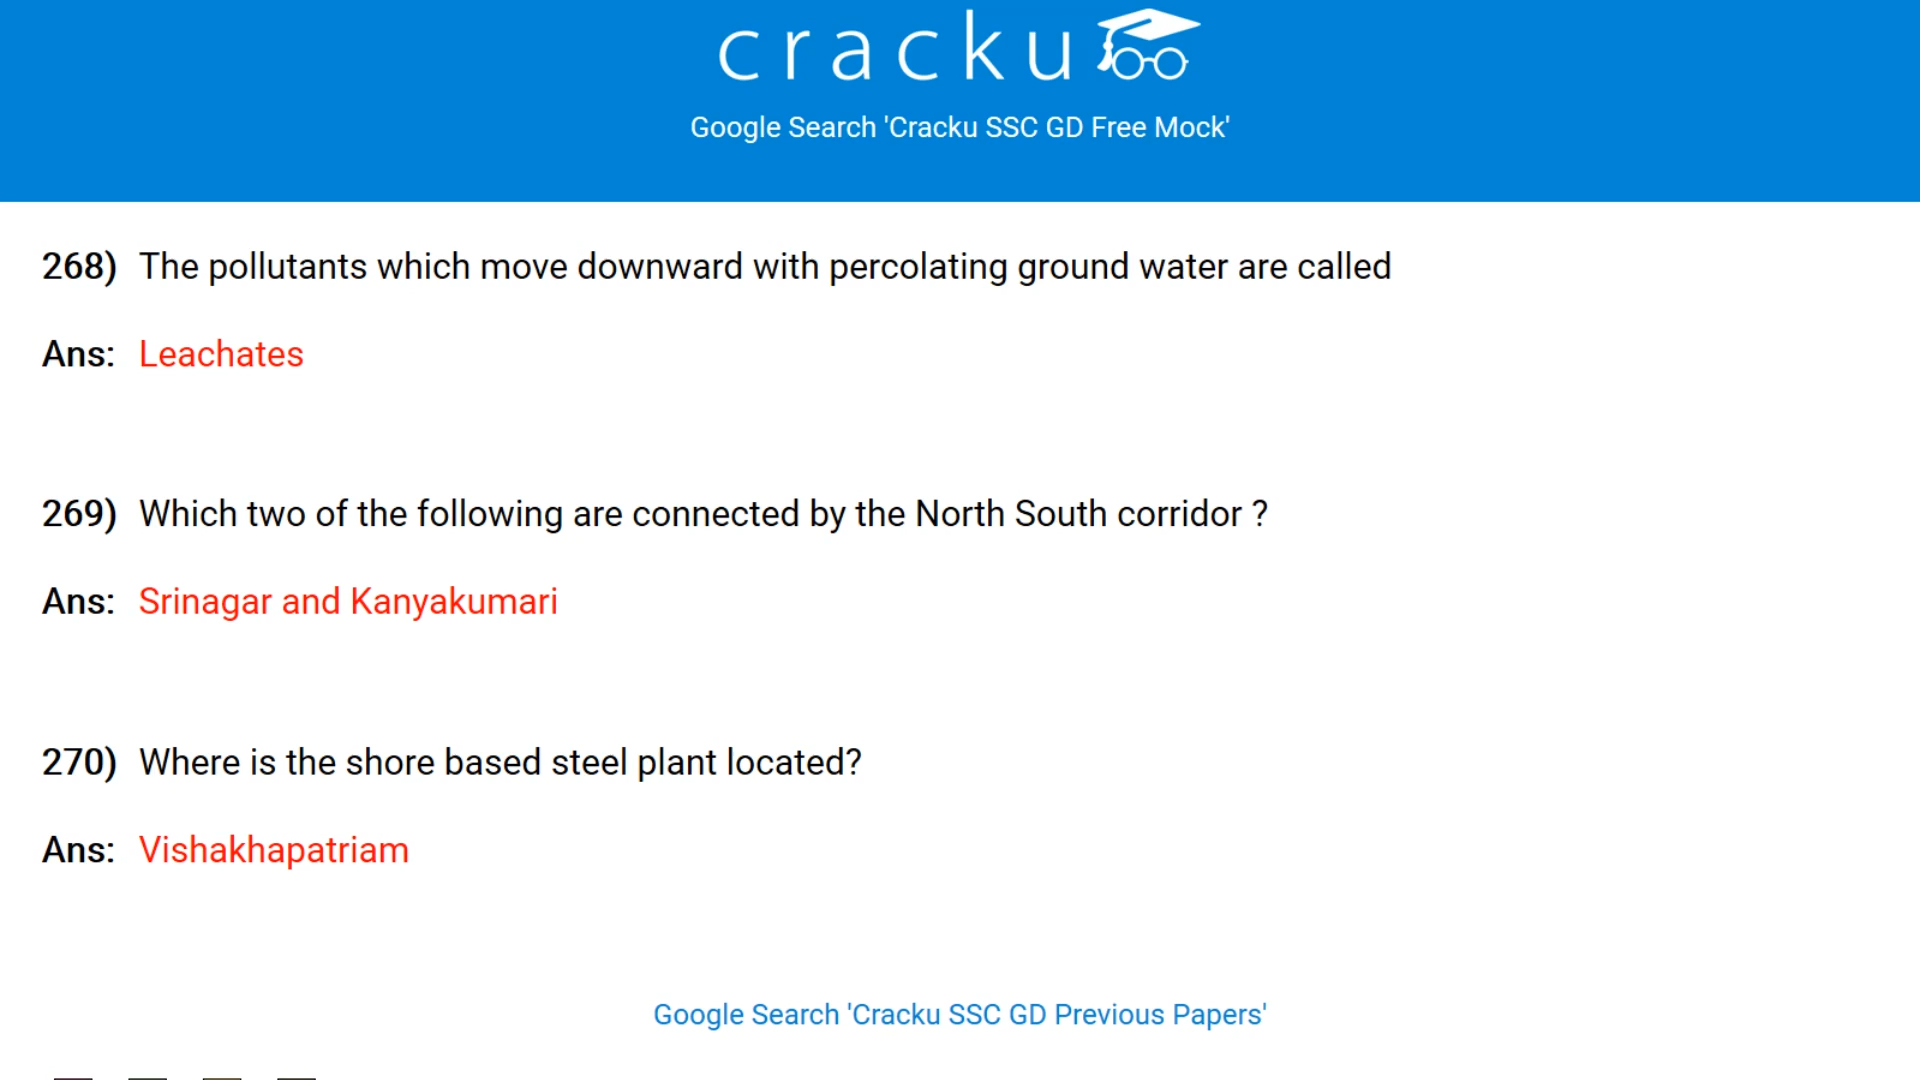 cracku
Google Search 'Cracku SSC GD Free Mock'
268) The pollutants which move downward with percolating ground water are called
Ans: Leachates
269) Which two of the following are connected by the North South corridor ?
Ans: Srinagar and Kanyakumari
270) Where is the shore based steel plant located?
Ans: Vishakhapatriam
Google Search 'Cracku SSC GD Previous Papers'